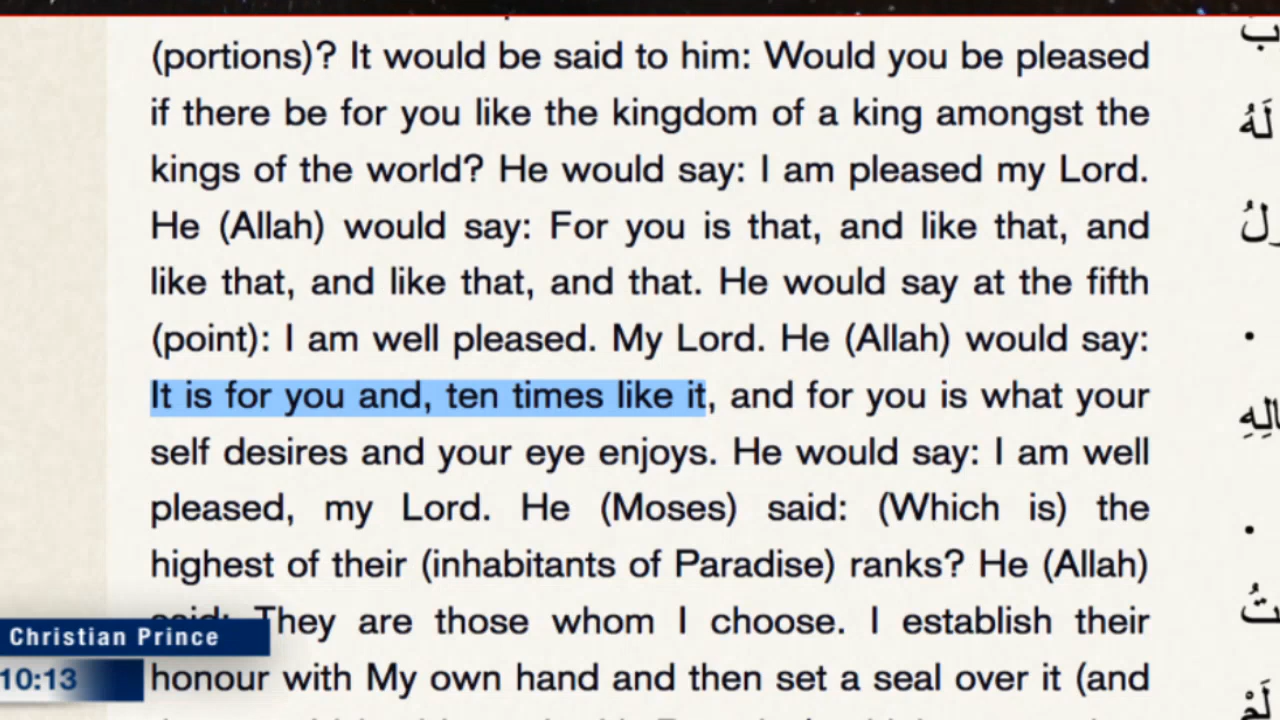 (portions)? It would be said to him: Would you be pleased
if there be for you like the kingdom of a king amongst the
kings of the world? He would say: I am pleased my Lord.
He (Allah) would say: For you is that, and like that, and
like that, and like that, and that. He would say at the fifth
(point): I am well pleased. My Lord. He (Allah) would say:
It is for you and, ten times like it, and for you is what your
self desires and your eye enjoys. He would say: I am well
pleased, my Lord. He (Moses) said: (Which is) the
highest of their (inhabitants of Paradise) ranks? He (Allah)
said: They are those whom I choose. I establish their
honour with My own hand and then set a seal over it (and
Christian Prince
10:13
لَهُ